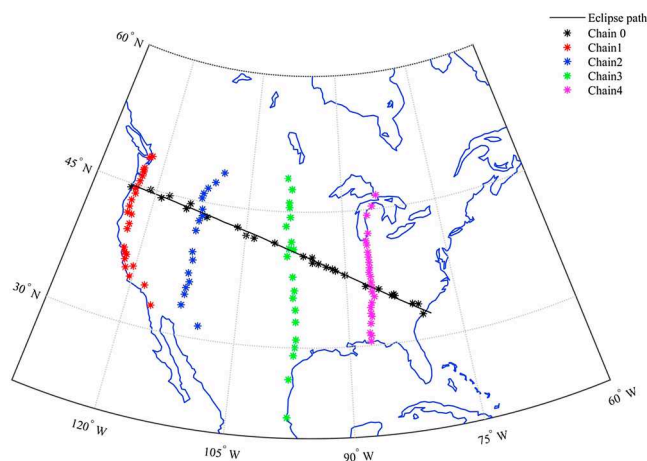 Eclipse path
Chain 0
Chain1
Chain2
Chain3
Chain4
60° N
45° N
30° N
120° W
105° W
90° W
75° W
60° W